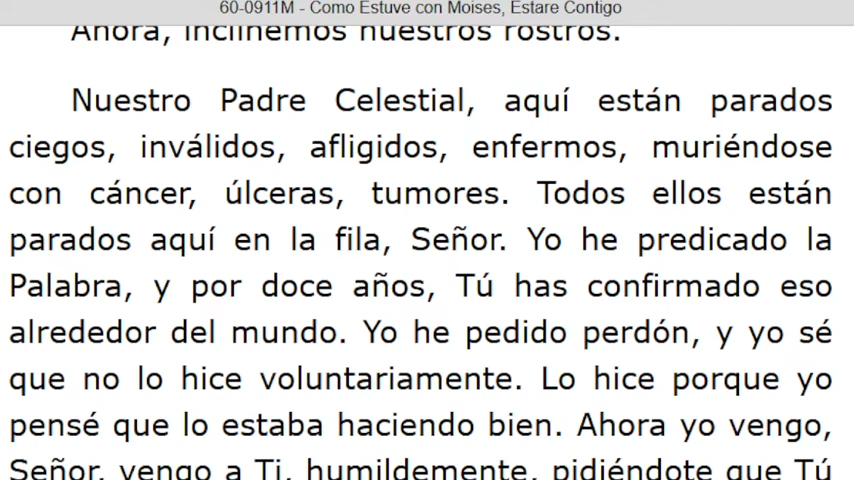 60-0911M - Como Estuve con Moises, Estare Contigo
Ahora, inclinemos nuestros rostros.
Nuestro Padre Celestial, aquí están parados
ciegos, inválidos, afligidos, enfermos, muriéndose
con cáncer, úlceras, tumores. Todos ellos están
parados aquí en la fila, Señor. Yo he predicado la
Palabra, y por doce años, Tú has confirmado eso
alrededor del mundo. Yo he pedido perdón, y yo sé
que no lo hice voluntariamente. Lo hice porque yo
pensé que lo estaba haciendo bien. Ahora yo vengo,
Señor, vengo a Ti, humildemente, pidiéndote que Tú